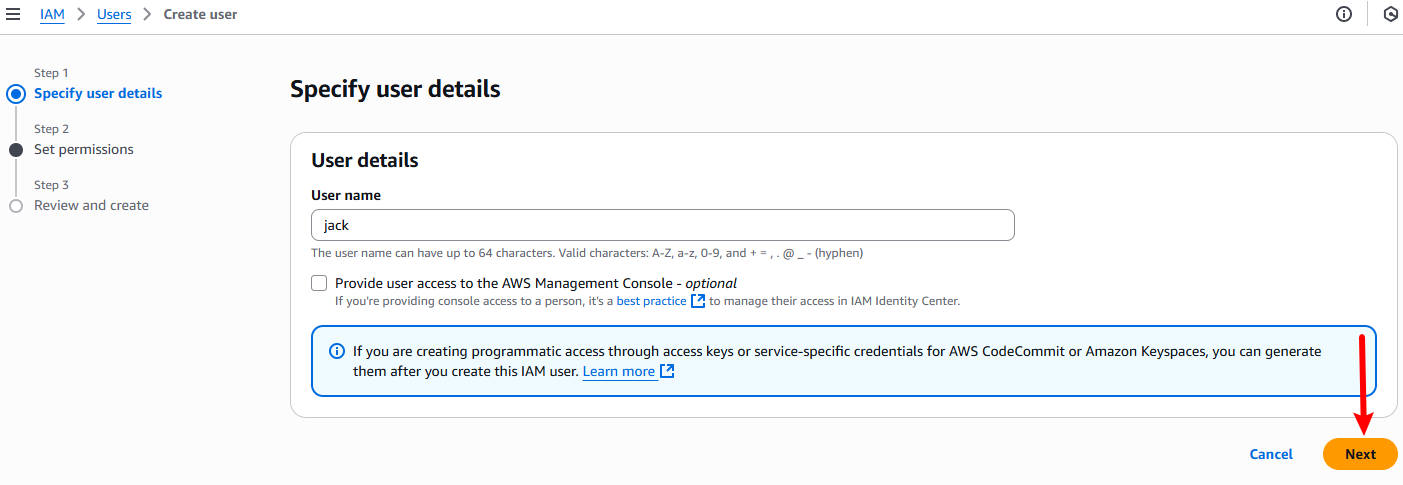 IAM > Users > Create user
Step 1
Specify user details
Step 2
Set permissions
Step 3
Review and create
Specify user details
User details
User name
jack
The user name can have up to 64 characters. Valid characters: A-Z, a-z, 0-9, and + = , . @ _ - (hyphen)
Provide user access to the AWS Management Console - optional
If you're providing console access to a person, it's a best practice to manage their access in IAM Identity Center.
If you are creating programmatic access through access keys or service-specific credentials for AWS CodeCommit or Amazon Keyspaces, you can generate
them after you create this IAM user. Learn more
Cancel
Next